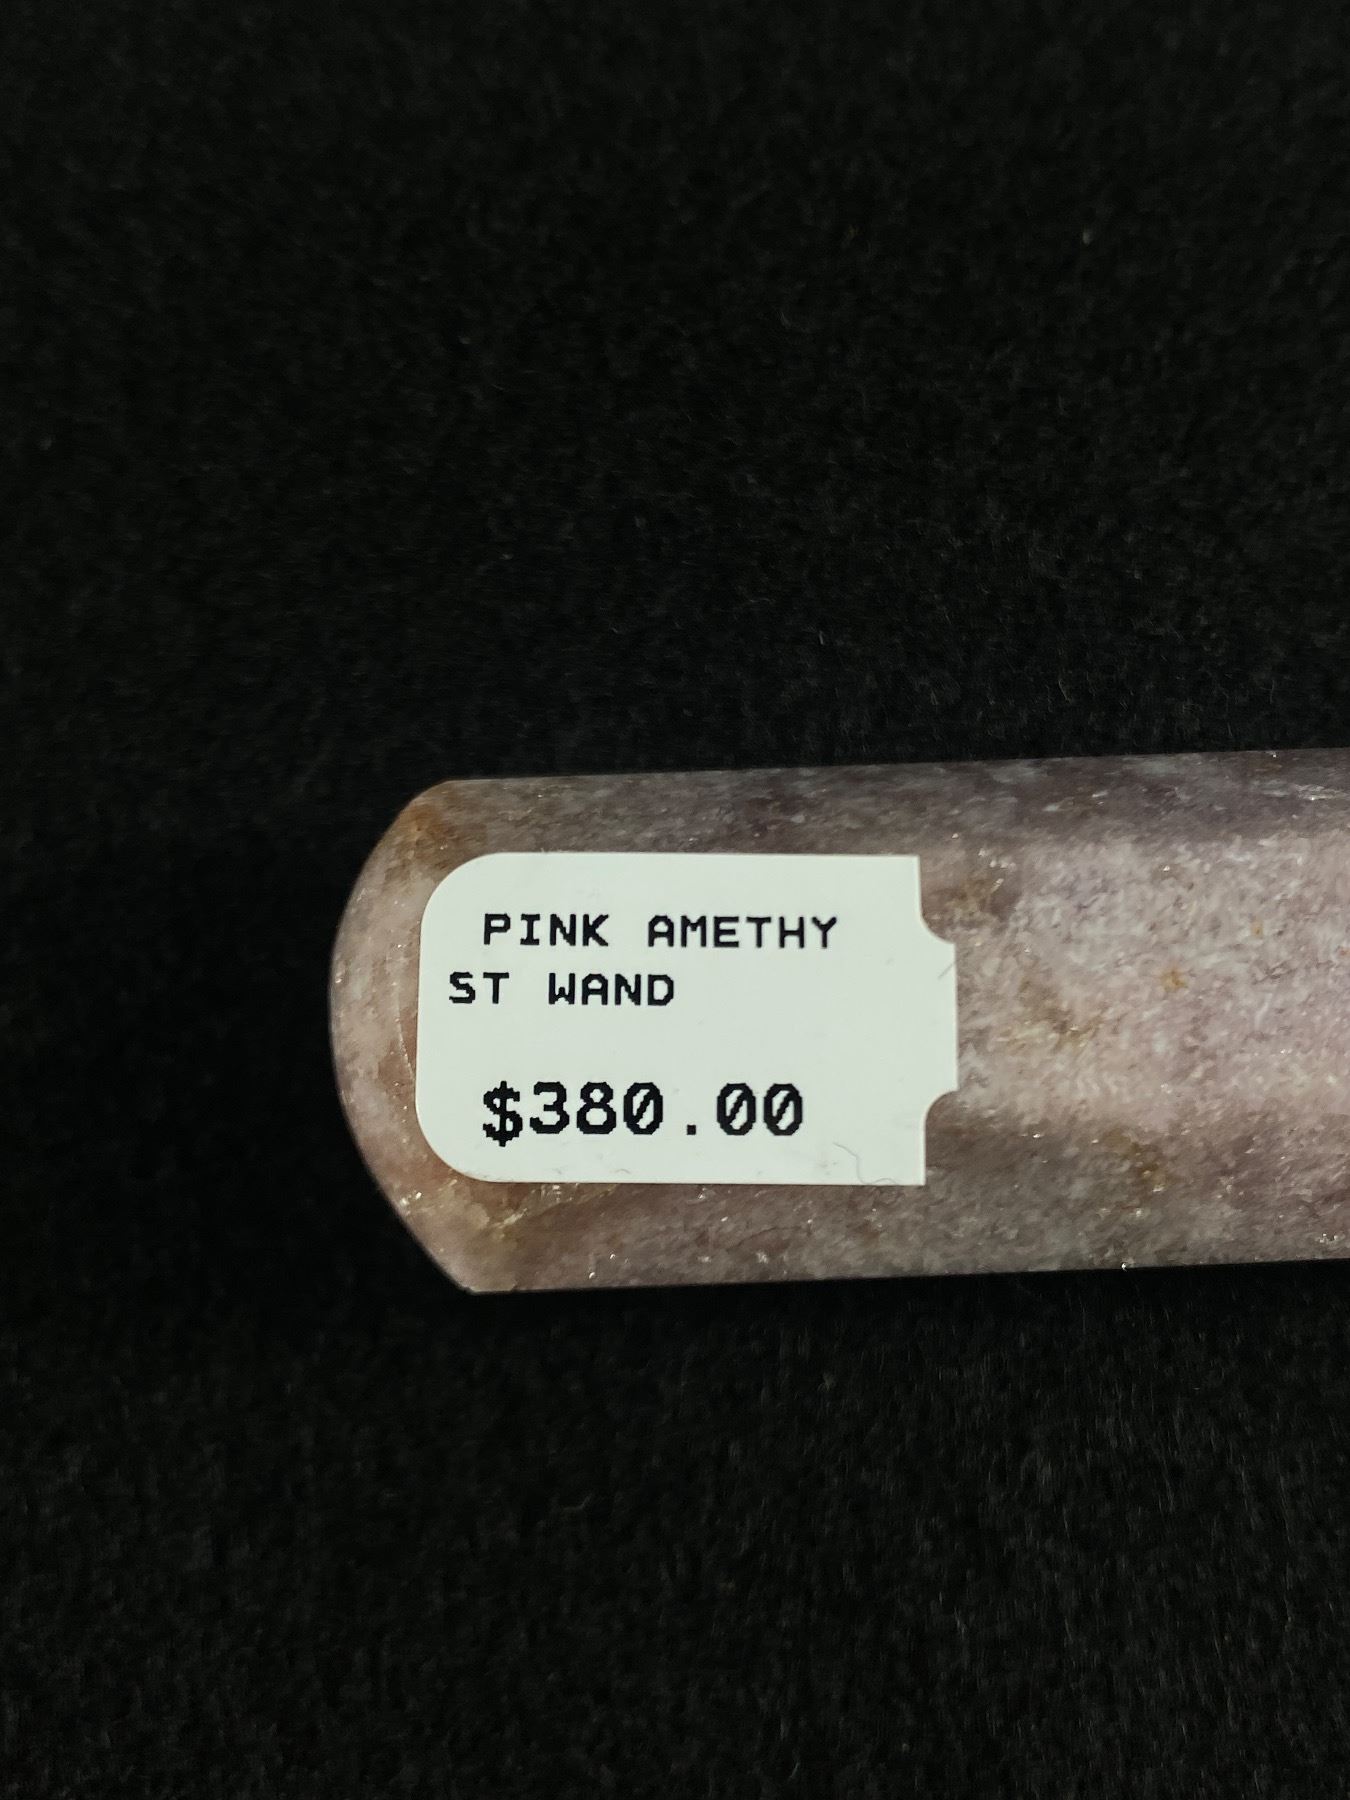 PINK AMETHY
ST WAND
$380.00